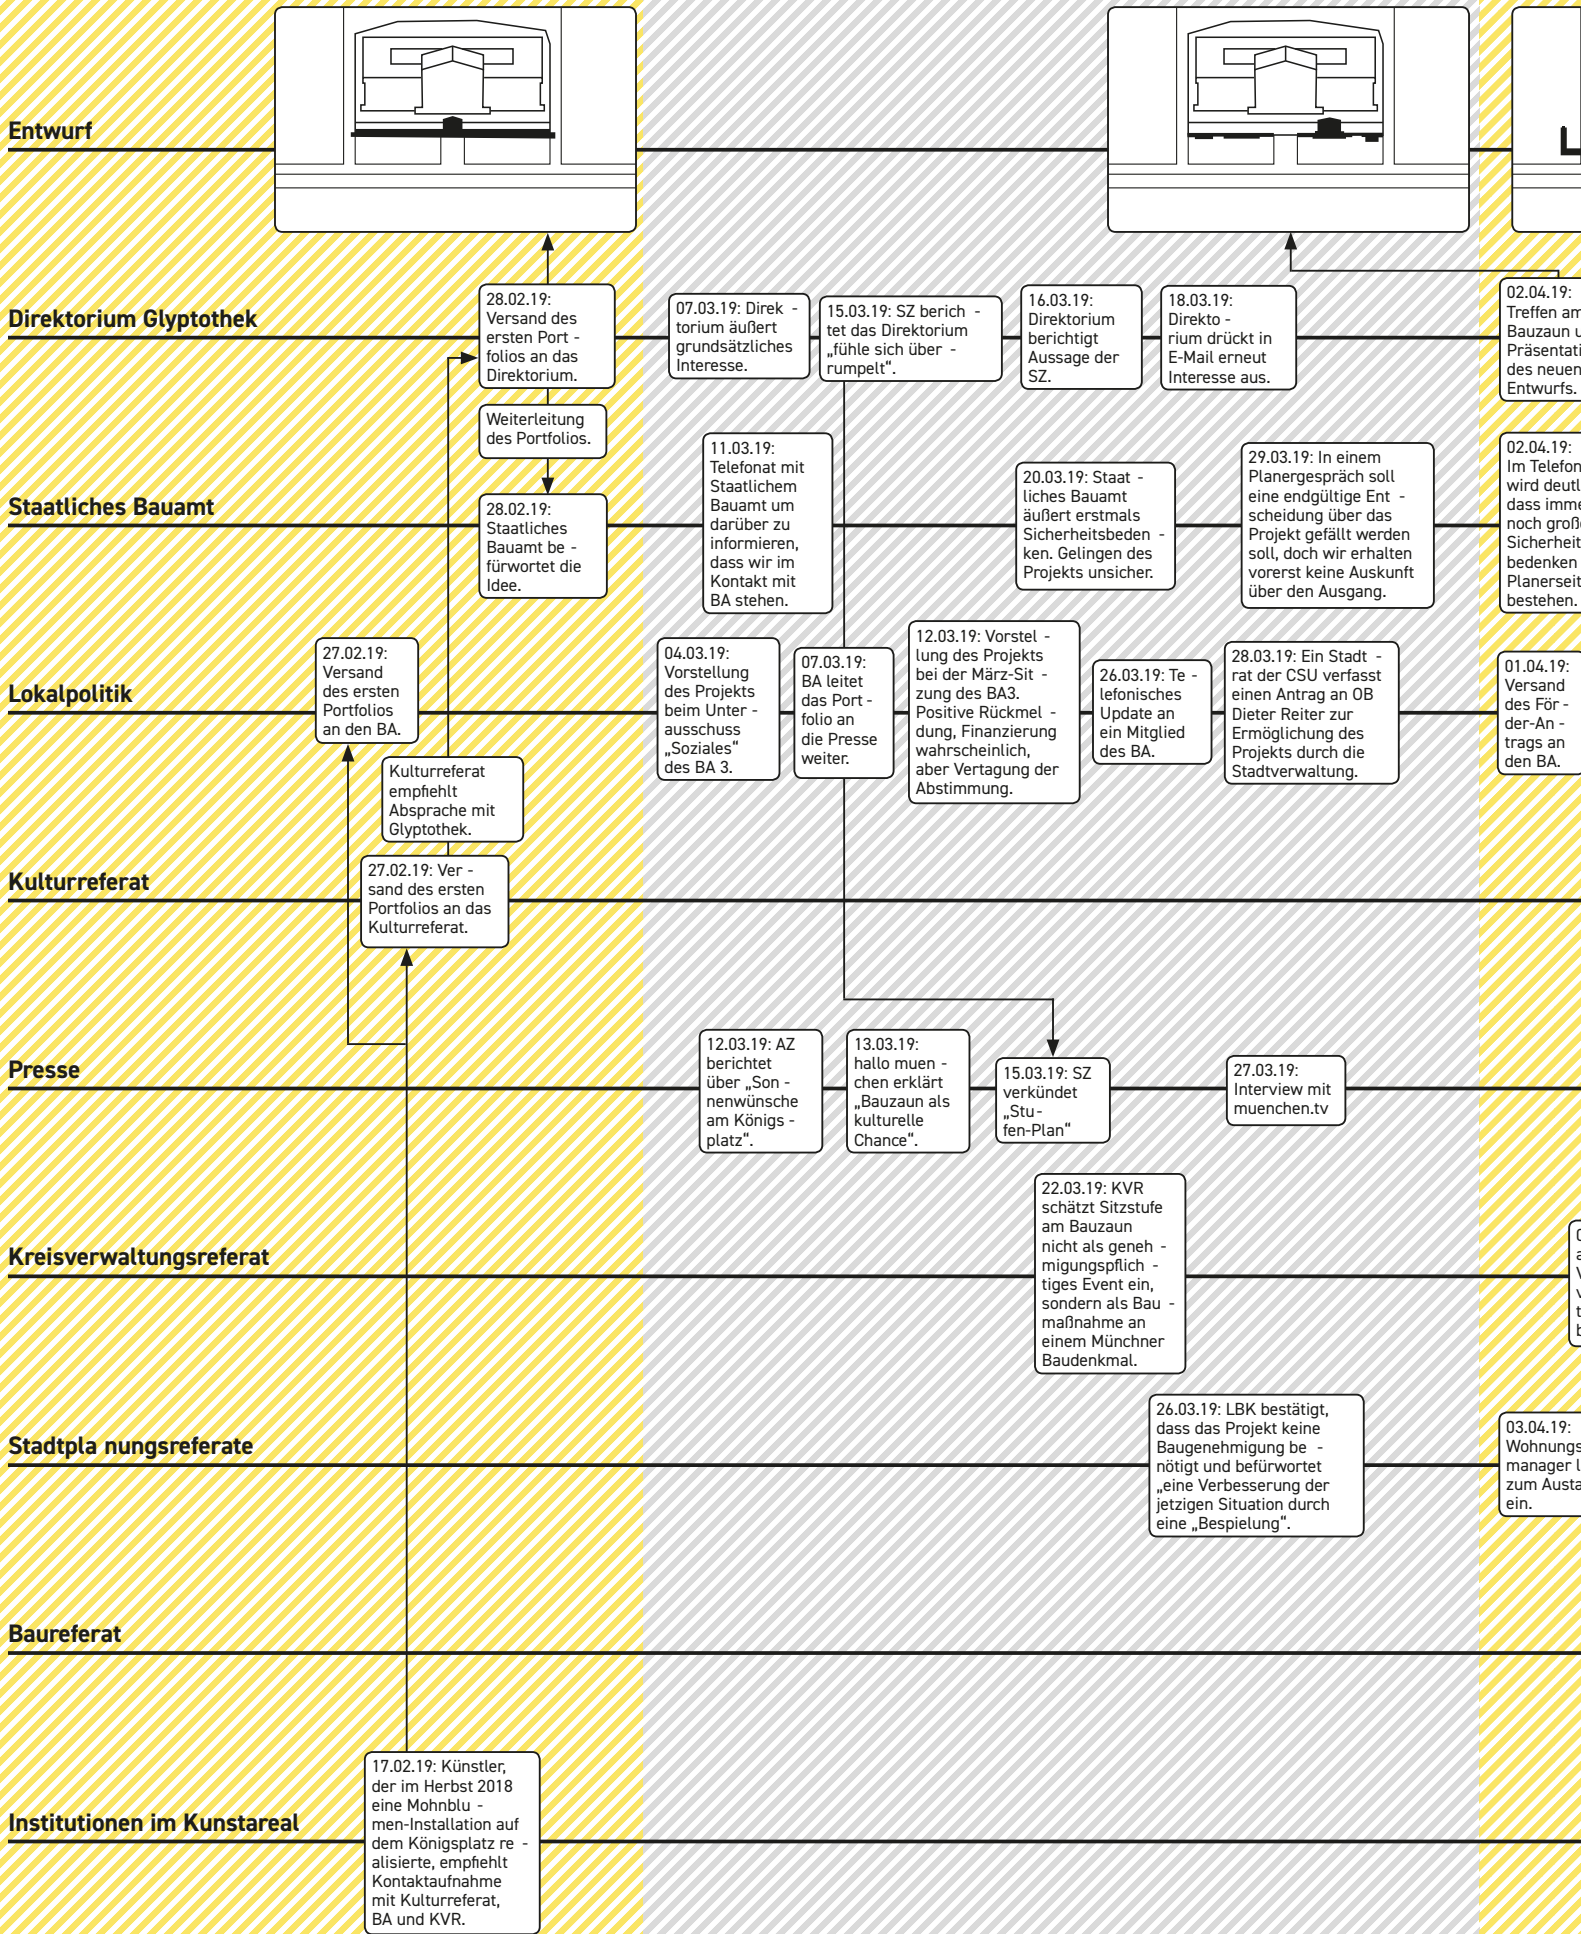 Entwurf
Direktorium Glyptothek
28.02.19:
Versand des
ersten Port -
folios an das
Direktorium.
07.03.19: Direk -
torium äußert
grundsätzliches
Interesse.
15.03.19: SZ berich -
tet das Direktorium
„fühle sich über -
rumpelt“.
16.03.19:
Direktorium
berichtigt
Aussage der
SZ.
18.03.19:
Direkto -
rium drückt in
E-Mail erneut
Interesse aus.
02.04.19:
Treffen am
Bauzaun u
Präsentati
des neuen
Entwurfs.
Weiterleitung
des Portfolios.
Staatliches Bauamt
28.02.19:
Staatliches
Bauamt be -
fürwortet die
Idee.
11.03.19:
Telefonat mit
Staatlichem
Bauamt um
darüber zu
informieren,
dass wir im
Kontakt mit
BA stehen.
20.03.19: Staat -
liches Bauamt
äußert erstmals
Sicherheitsbeden -
ken. Gelingen des
Projekts unsicher.
29.03.19: In einem
Planergespräch soll
eine endgültige Ent -
scheidung über das
Projekt gefällt werden
soll, doch wir erhalten
vorerst keine Auskunft
über den Ausgang.
02.04.19:
Im Telefon
wird deutl
dass imme
noch große
Sicherheit
bedenken
Planerseit
bestehen.
Lokalpolitik
27.02.19:
Versand
des ersten
Portfolios
an den BA.
04.03.19:
Vorstellung
des Projekts
beim Unter -
ausschuss
„Soziales“
des BA 3.
07.03.19:
BA leitet
das Port -
folio an
die Presse
weiter.
12.03.19: Vorstel -
lung des Projekts
bei der März-Sit -
zung des BA3.
Positive Rückmel -
dung, Finanzierung
wahrscheinlich,
aber Vertagung der
Abstimmung.
26.03.19: Te -
lefonisches
Update an
ein Mitglied
des BA.
28.03.19: Ein Stadt -
rat der CSU verfasst
einen Antrag an OB
Dieter Reiter zur
Ermöglichung des
Projekts durch die
Stadtverwaltung.
01.04.19:
Versand
des För -
der-An -
trags an
den BA.
Kulturreferat
empfiehlt
Absprache mit
Glyptothek.
Kulturreferat
27.02.19: Ver -
sand des ersten
Portfolios an das
Kulturreferat.
Presse
12.03.19: AZ
berichtet
über „Son -
nenwünsche
am Königs -
platz“.
13.03.19:
hallo muen -
chen erklärt
„Bauzaun als
kulturelle
Chance“.
15.03.19: SZ
verkündet
„Stu-
fen-Plan“
27.03.19:
Interview mit
muenchen.tv
Kreisverwaltungsreferat
22.03.19: KVR
schätzt Sitzstufe
am Bauzaun
nicht als geneh -
migungspflich -
tiges Event ein,
sondern als Bau -
maßnahme an
einem Münchner
Baudenkmal.
Stadtpla nungsreferate
26.03.19: LBK bestätigt,
dass das Projekt keine
Baugenehmigung be -
nötigt und befürwortet
„eine Verbesserung der
jetzigen Situation durch
eine „Bespielung“.
03.04.19:
Wohnungs
manager l
zum Austa
ein.
Baureferat
Institutionen im Kunstareal
17.02.19: Künstler,
der im Herbst 2018
eine Mohnblu -
men-Installation auf
dem Königsplatz re -
alisierte, empfiehlt
Kontaktaufnahme
mit Kulturreferat,
BA und KVR.